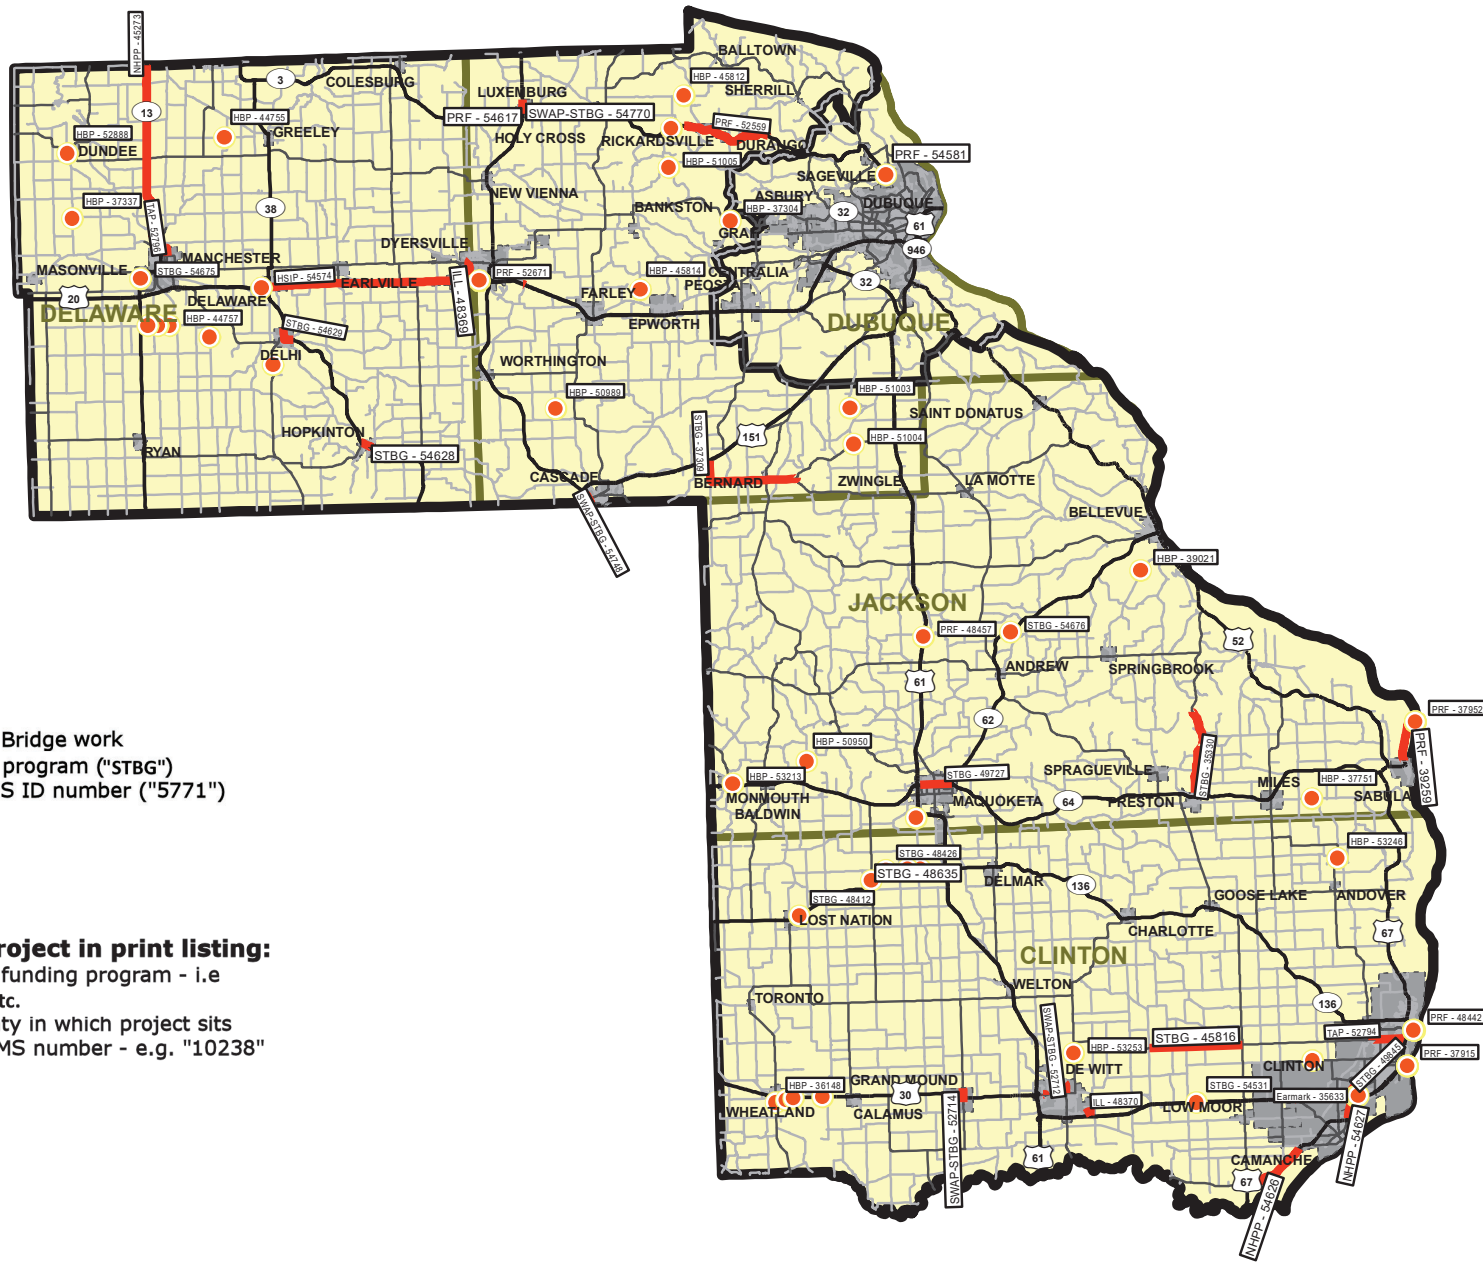 NHPP - 45273
BALLTOWN
HBP - 45812
3
COLESBURG
SHERRILL
LUXEMBURG
13
HBP - 44755
PRF - 54617
SWAP-STBG - 54770
PRF - 52559
HBP - 52888
GREELEY
HOLY CROSS
RICKARDSVILLE
DURANGO
DUNDEE
HBP - 51005
PRF - 54581
SAGEVILLE
NEW VIENNA
ASBURY
HBP - 37337
TAP - 52796
38
BANKSTON
HBP - 37304
32
DUBUQUE
61
GRAF
DYERSVILLE
946
MANCHESTER
MASONVILLE
STBG - 54675
HSIP - 54574
EARLVILLE
ILL - 48369
PRF - 52671
HBP - 45814
CENTRALIA
PEOSTA
32
20
DELAWARE
FARLEY
DELAWARE
HBP - 44757
STBG - 54629
EPWORTH
DUBUQUE
DELHI
WORTHINGTON
HBP - 50989
HBP - 51003
SAINT DONATUS
HOPKINTON
STBG - 37309
151
HBP - 51004
RYAN
STBG - 54628
CASCADE
BERNARD
ZWINGLE
LA MOTTE
SWAP-STBG - 54748
BELLEVUE
HBP - 39021
JACKSON
PRF - 48457
STBG - 54676
52
ANDREW
SPRINGBROOK
61
62
PRF - 37952
Bridge work
HBP - 50950
STBG - 35330
PRF - 39259
program ("STBG")
HBP - 53213
STBG - 49727
SPRAGUEVILLE
HBP - 37751
S ID number ("5771")
MONMOUTH
MAQUOKETA
64
PRESTON
MILES
SABULA
BALDWIN
HBP - 53246
STBG - 48426
STBG - 48635
DELMAR
136
GOOSE LAKE
ANDOVER
STBG - 48412
LOST NATION
CHARLOTTE
67
roject in print listing:
CLINTON
funding program - i.e
WELTON
tc.
TORONTO
136
ty in which project sits
SWAP-STBG - 52712
PRF - 48442
MS number - e.g. "10238"
HBP - 53253
STBG - 45816
TAP - 52794
STBG - 49845
PRF - 37915
DE WITT
CLINTON
HBP - 36148
GRAND MOUND
30
STBG - 54531
Earmark - 35633
WHEATLAND
CALAMUS
SWAP-STBG - 52714
ILL - 48370
LOW MOOR
NHPP - 54627
61
CAMANCHE
67
NHPP - 54626